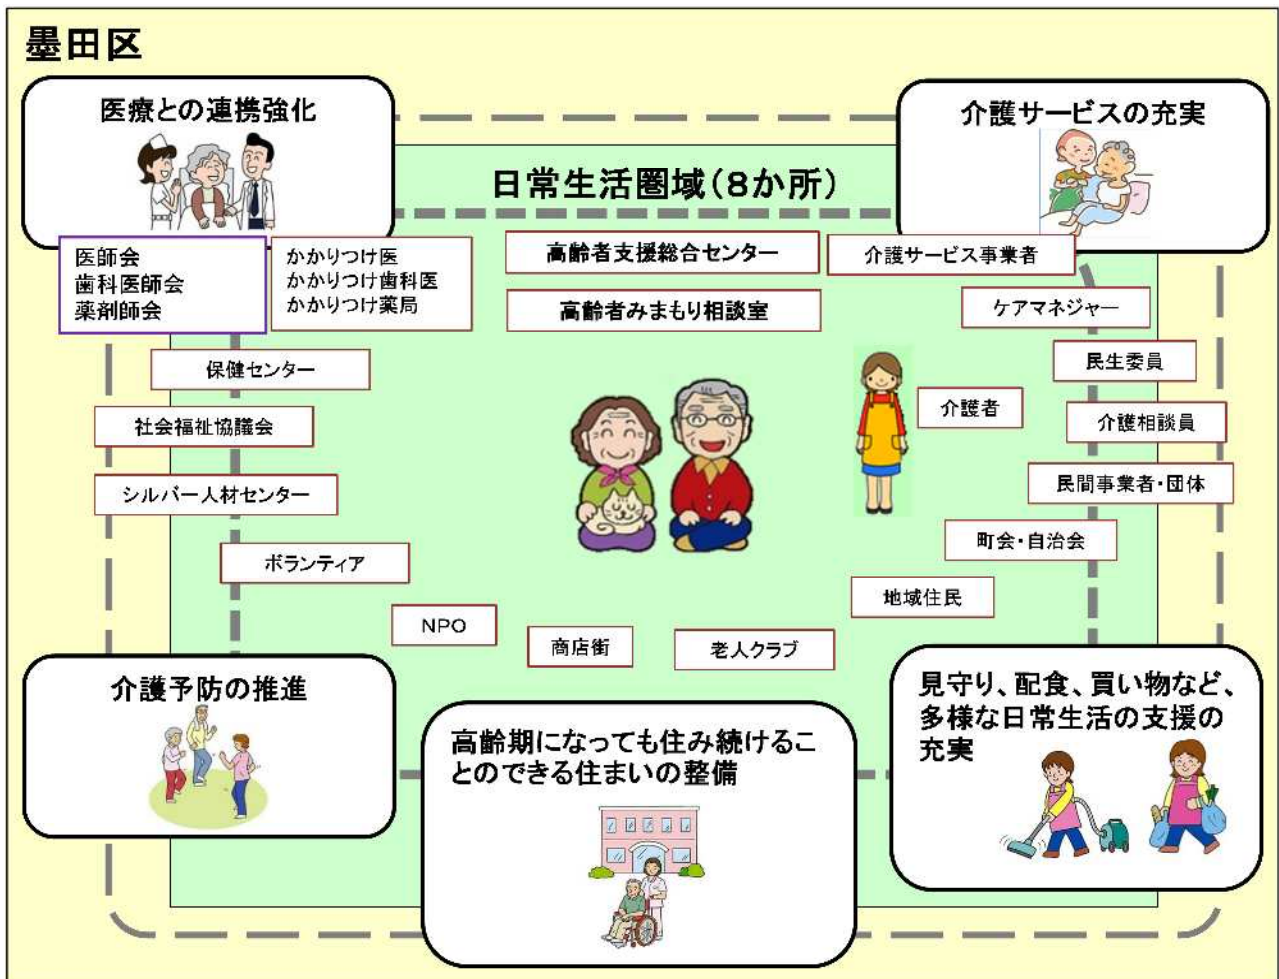 墨田区
医療との連携強化
介護サービスの充実
日常生活圏域（８か所）
医師会
歯科医師会
薬剤師会
かかりつけ医
かかりつけ歯科医
かかりつけ薬局
高齢者支援総合センター
介護サービス事業者
高齢者みまもり相談室
ケアマネジャー
保健センター
民生委員
社会福祉協議会
介護者
介護相談員
シルバー人材センター
民間事業者・団体
ボランティア
町会・自治会
地域住民
NPO
商店街
老人クラブ
介護予防の推進
高齢期になっても住み続けるこ
とのできる住まいの整備
見守り、配食、買い物など、
多様な日常生活の支援の
充実